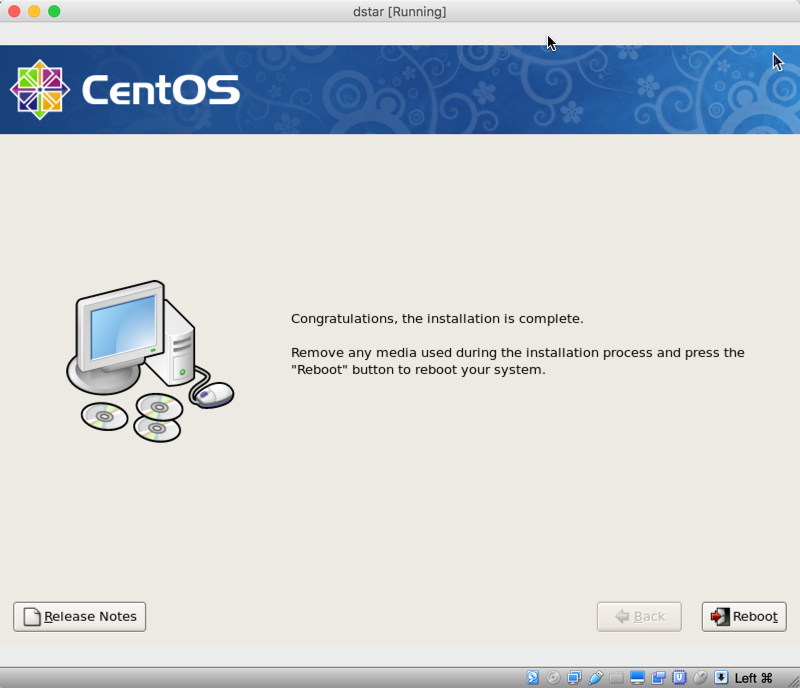 dstar [Running]
CentOS
Congratulations, the installation is complete.
Remove any media used during the installation process and press the
"Reboot" button to reboot your system.
Release Notes
Back
Reboot
Left ⌘